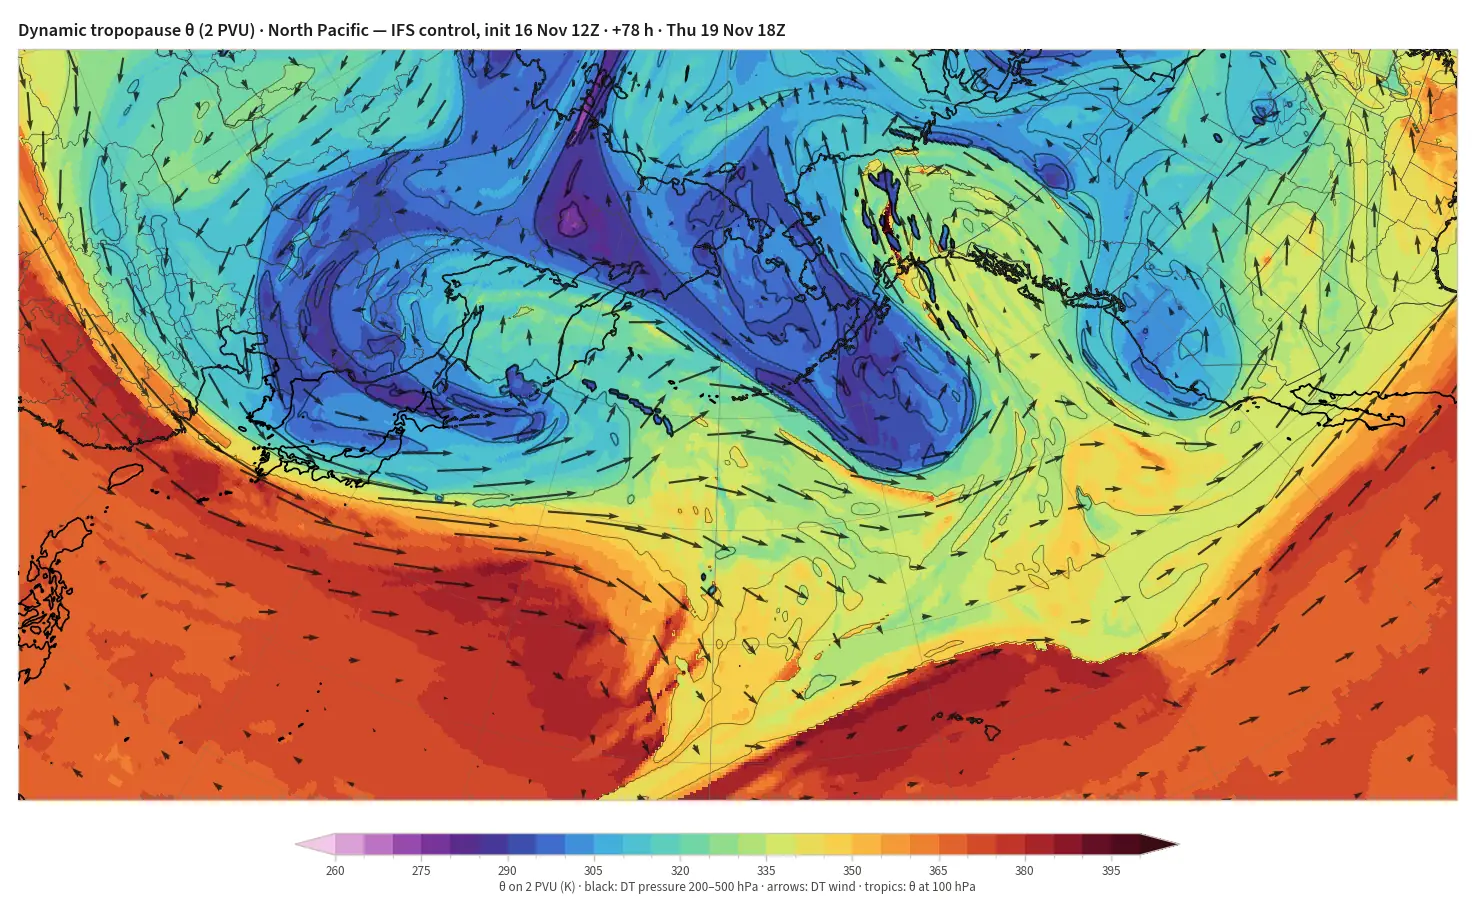 Dynamic tropopause θ (2 PVU) · North Pacific — IFS control, init 16 Nov 12Z · +78 h · Thu 19 Nov 18Z
260 275 290 305 320 335 350 365 380 395
θ on 2 PVU (K) · black: DT pressure 200–500 hPa · arrows: DT wind · tropics: θ at 100 hPa